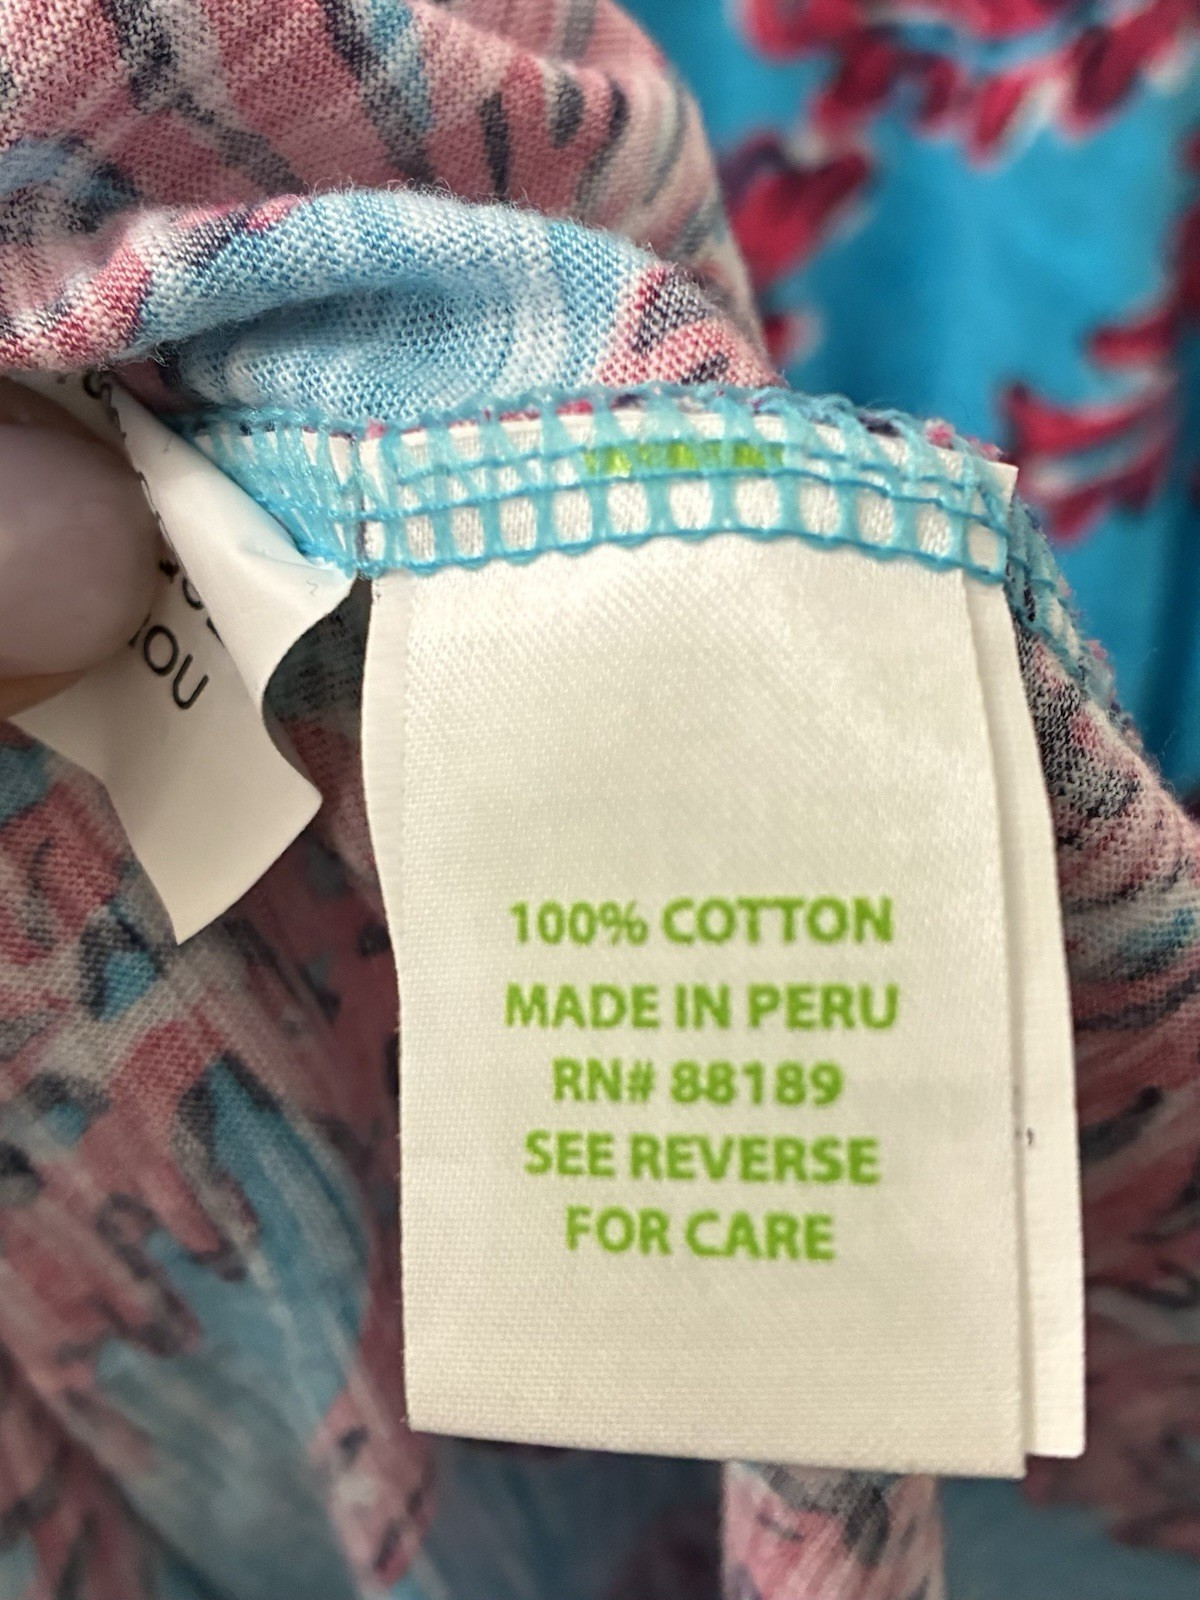 100% COTTON
MADE IN PERU
RN# 88189
SEE REVERSE
FOR CARE